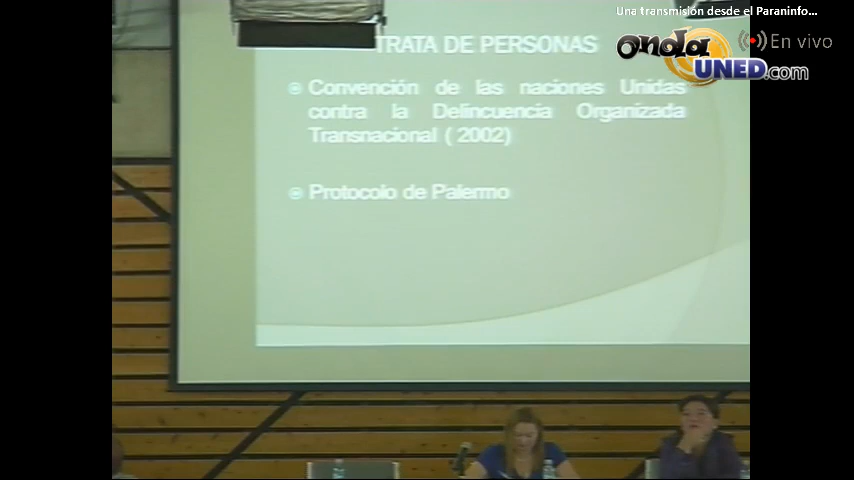 Una transmisión desde el Paraninfo...
onda
UNED.com
En vivo
TRATA DE PERSONAS
Convención de las naciones Unidas
contra la Delincuencia Organizada
Transnacional ( 2002)
Protocolo de Palermo